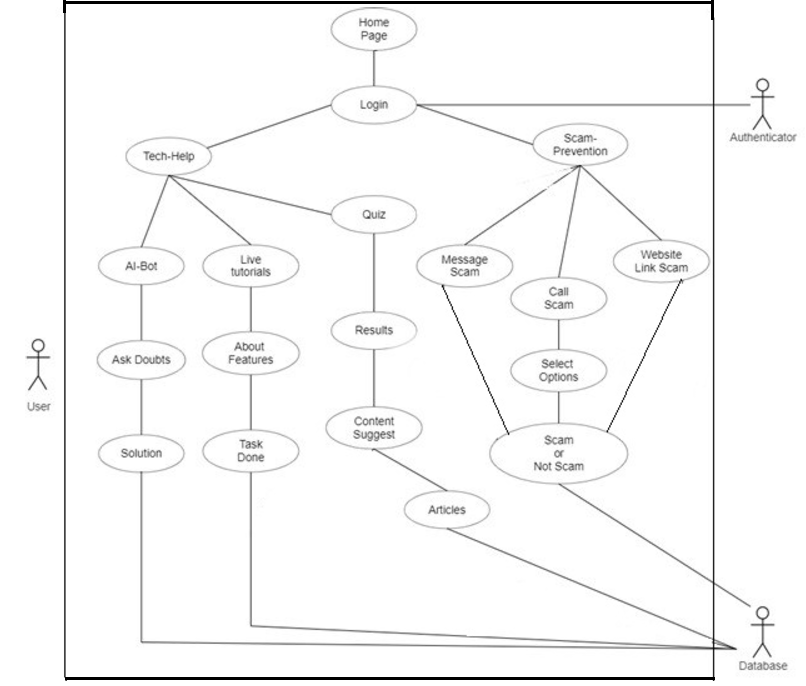 Home
Page
Login
Authenticator
Tech-Help
Scam-
Prevention
Quiz
AI-Bot
Live
tutorials
Message
Scam
Call
Scam
Website
Link Scam
User
Ask Doubts
About
Features
Results
Select
Options
Solution
Task
Done
Content
Suggest
Scam
or
Not Scam
Articles
Database